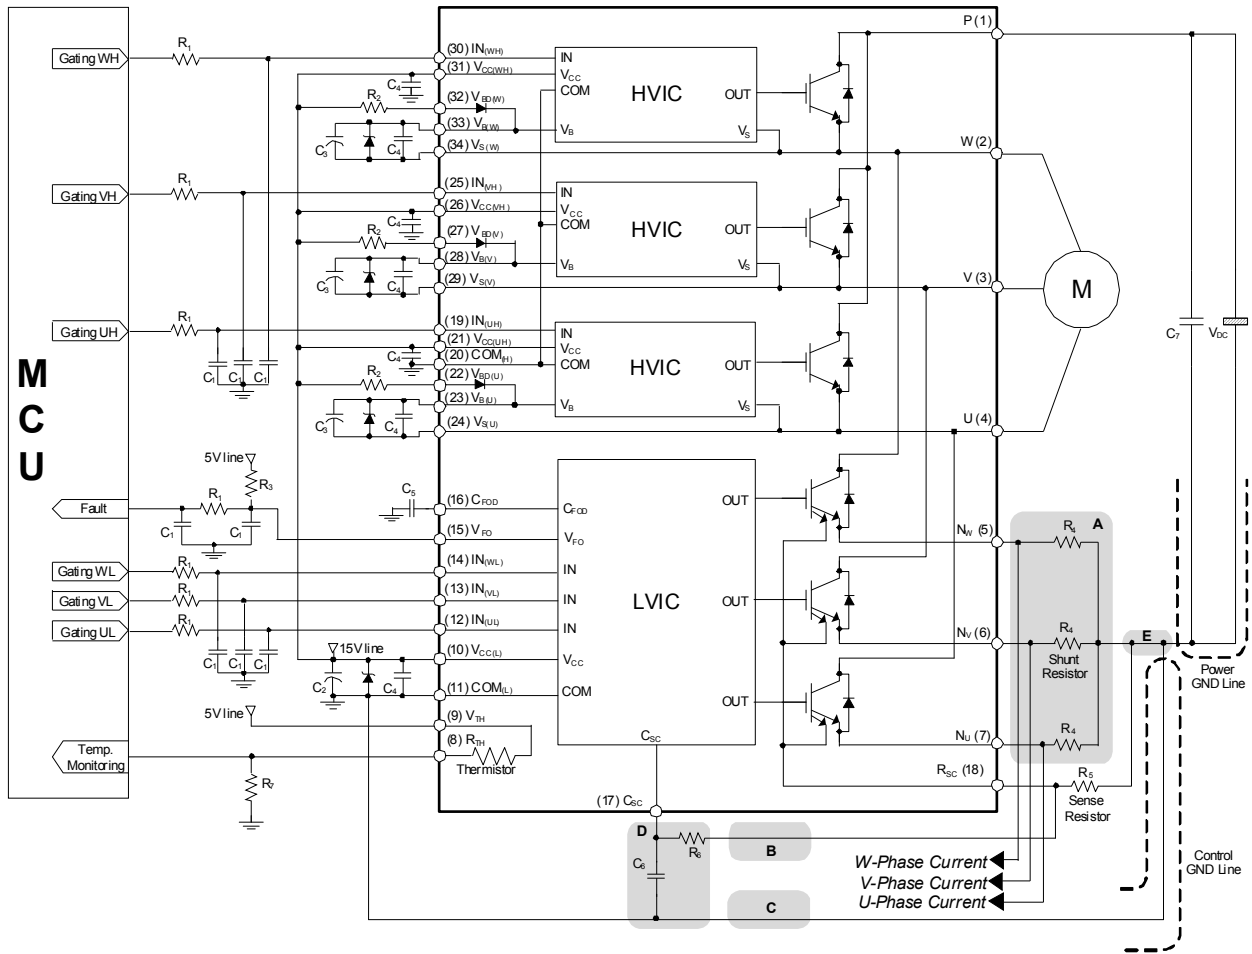 MCU
Gating WH
Gating VH
Gating UH
Fault
Gating WL
Gating VL
Gating UL
Temp. Monitoring
R1
R1
R1
C1 C1 C1
5V line
R3
R1
C1 C1
R1
R1
R1
C1 C1 C1
5V line
R7
C4
R2
C3 C4
C4
R2
C3 C4
C4
R2
C3 C4
C5
15V line
C2 C4
(30) IN(WH)
(31) VCC(WH)
(32) VBD(W)
(33) VB(W)
(34) VS(W)
(25) IN(VH)
(26) VCC(VH)
(27) VBD(V)
(28) VB(V)
(29) VS(V)
(19) IN(UH)
(21) VCC(UH)
(20) COM(H)
(22) VBD(U)
(23) VB(U)
(24) VS(U)
(16) CFOD
(15) VFO
(14) IN(WL)
(13) IN(VL)
(12) IN(UL)
(10) VCC(L)
(11) COM(L)
(9) VTH
(8) RTH
Thermistor
(17) CSC
IN
VCC
COM
VB
HVIC
OUT
VS
IN
VCC
COM
VB
HVIC
OUT
VS
IN
VCC
COM
VB
HVIC
OUT
VS
CFOD
VFO
IN
IN
IN
VCC
COM
LVIC
OUT
OUT
OUT
CSC
P (1)
W (2)
V (3)
U (4)
NW (5)
NV (6)
NU (7)
RSC (18)
M
C7
VDC
A
R4
R4
Shunt
Resistor
R4
E
R5
Sense
Resistor
Power
GND Line
Control
GND Line
D
C6
R6
B
C
W-Phase Current
V-Phase Current
U-Phase Current